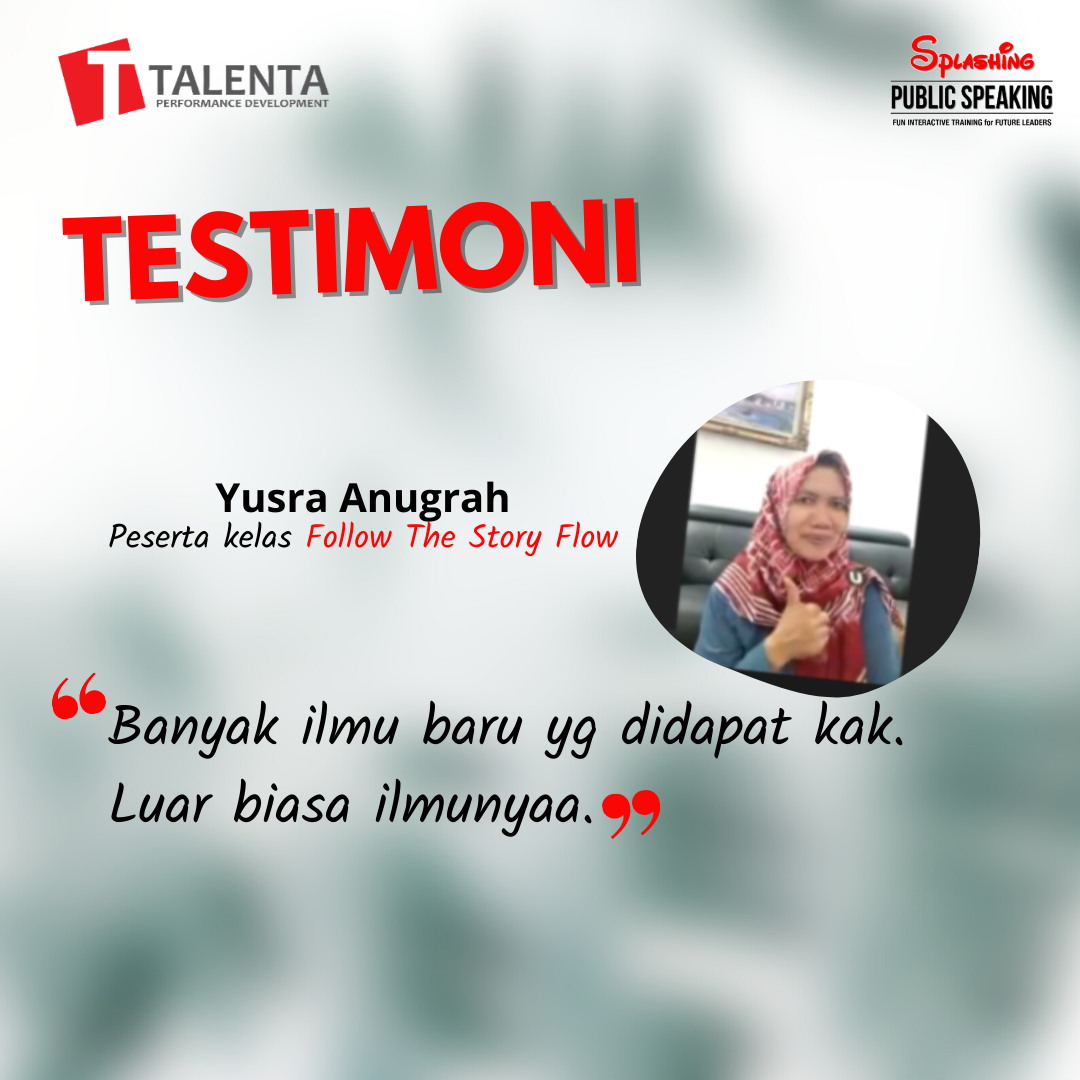 TALENTA
PERFORMANCE DEVELOPMENT
SPLASHING
PUBLIC SPEAKING
FUN INTERACTIVE TRAINING for FUTURE LEADERS
TESTIMONI
Yusra Anugrah
Peserta kelas Follow The Story Flow
“Banyak ilmu baru yg didapat kak.
Luar biasa ilmunyaa.”